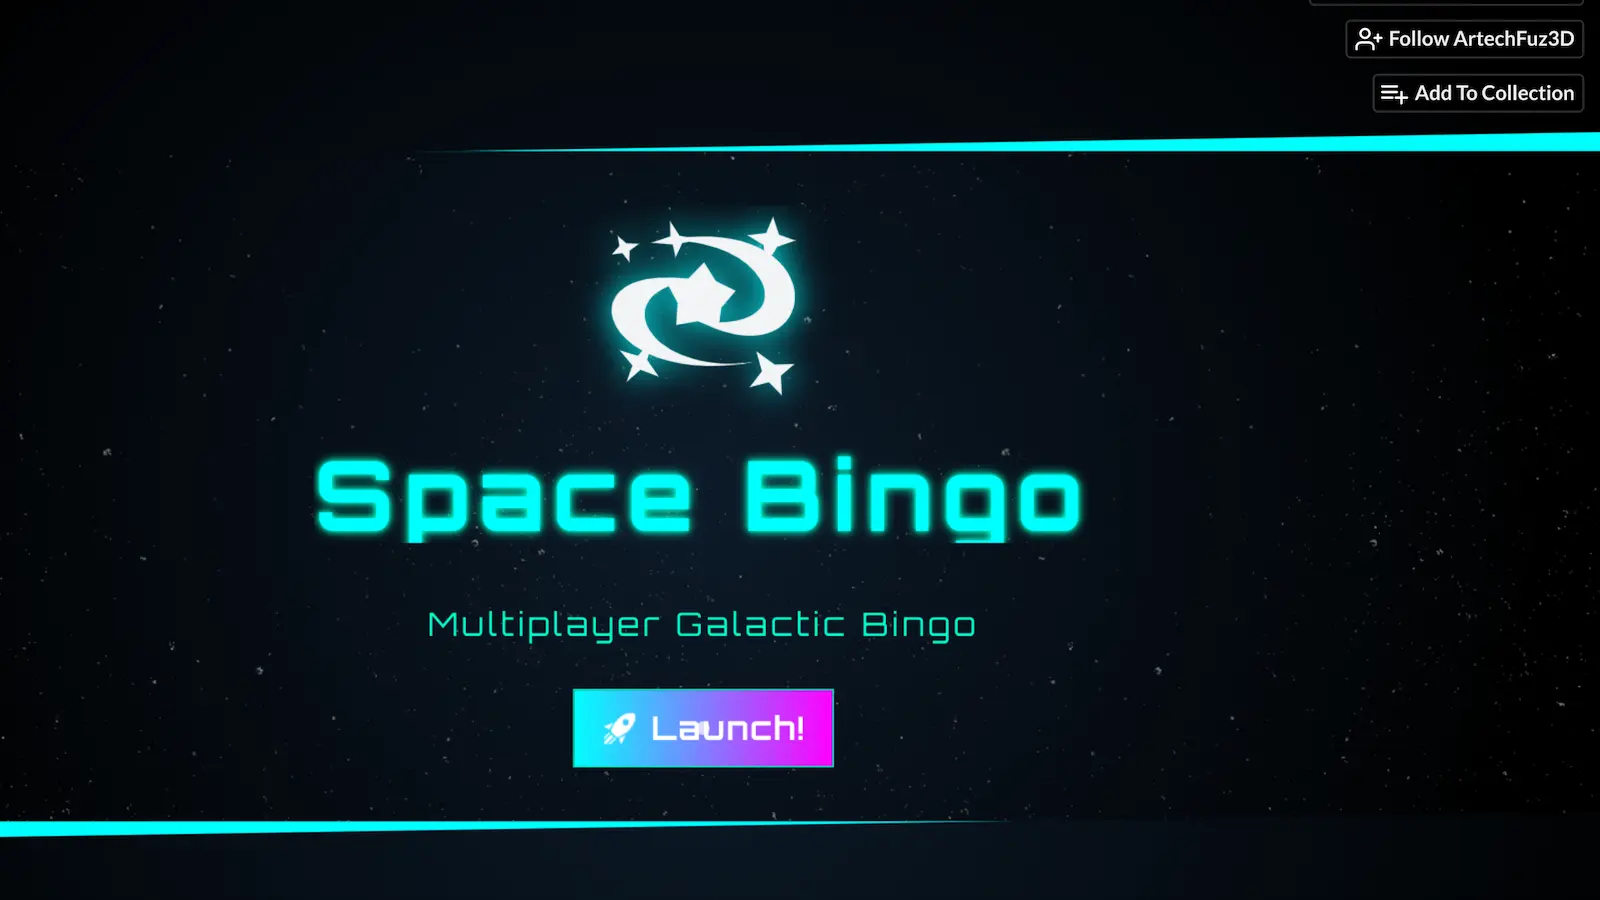 Follow ArtechFuz3D
Add To Collection
Space Bingo
Multiplayer Galactic Bingo
Launch!